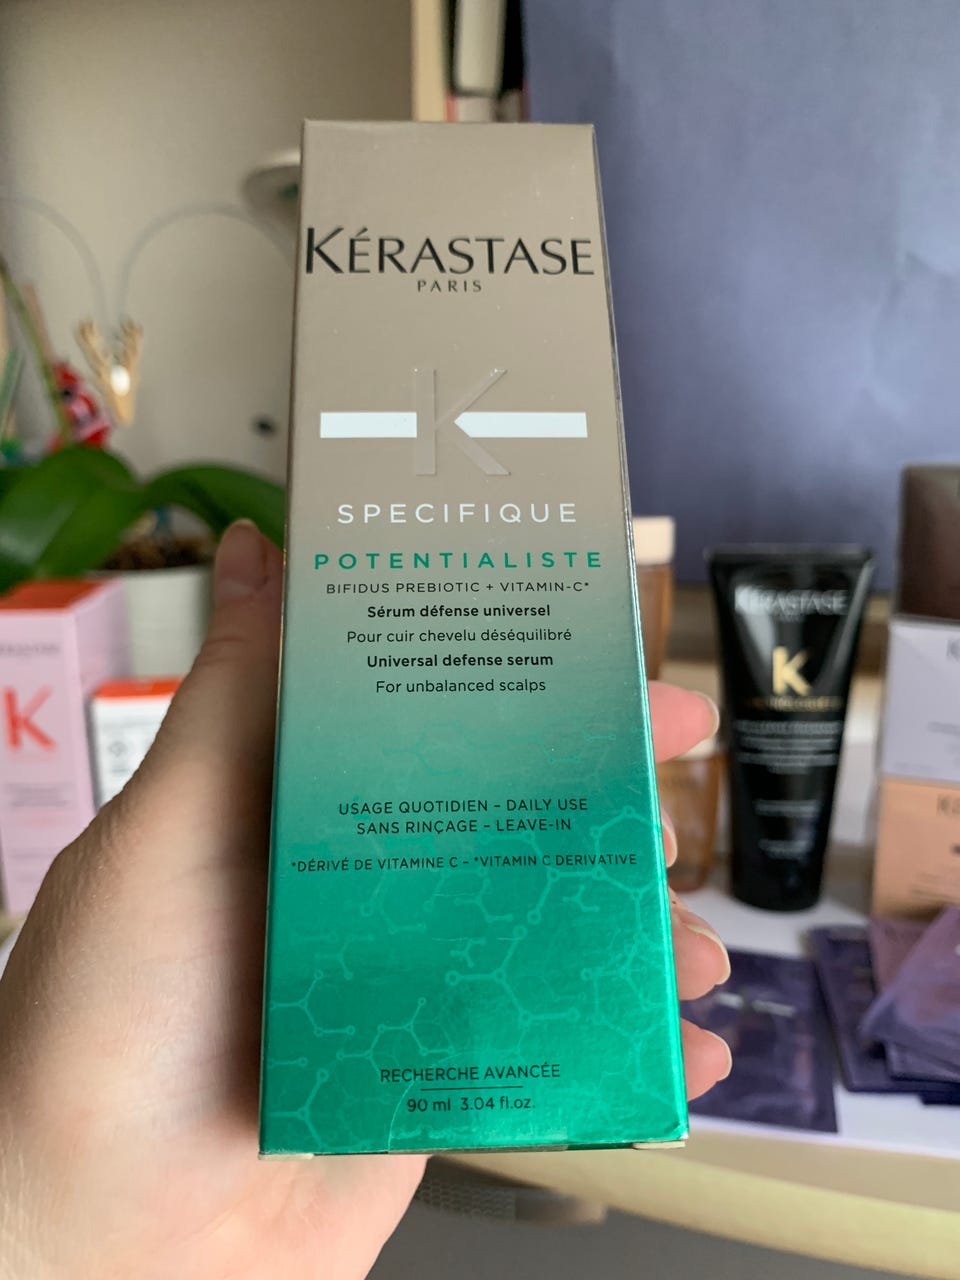 KÉRASTASE
PARIS
K
SPECIFIQUE
POTENTIALISTE
BIFIDUS PREBIOTIC + VITAMIN-C*
Sérum défense universel
Pour cuir chevelu déséquilibré
Universal defense serum
For unbalanced scalps
USAGE QUOTIDIEN – DAILY USE
SANS RINÇAGE – LEAVE-IN
*DÉRIVÉ DE VITAMINE C – *VITAMIN C DERIVATIVE
RECHERCHE AVANCÉE
90 ml 3.04 fl.oz.
KÉRASTASE
K
K